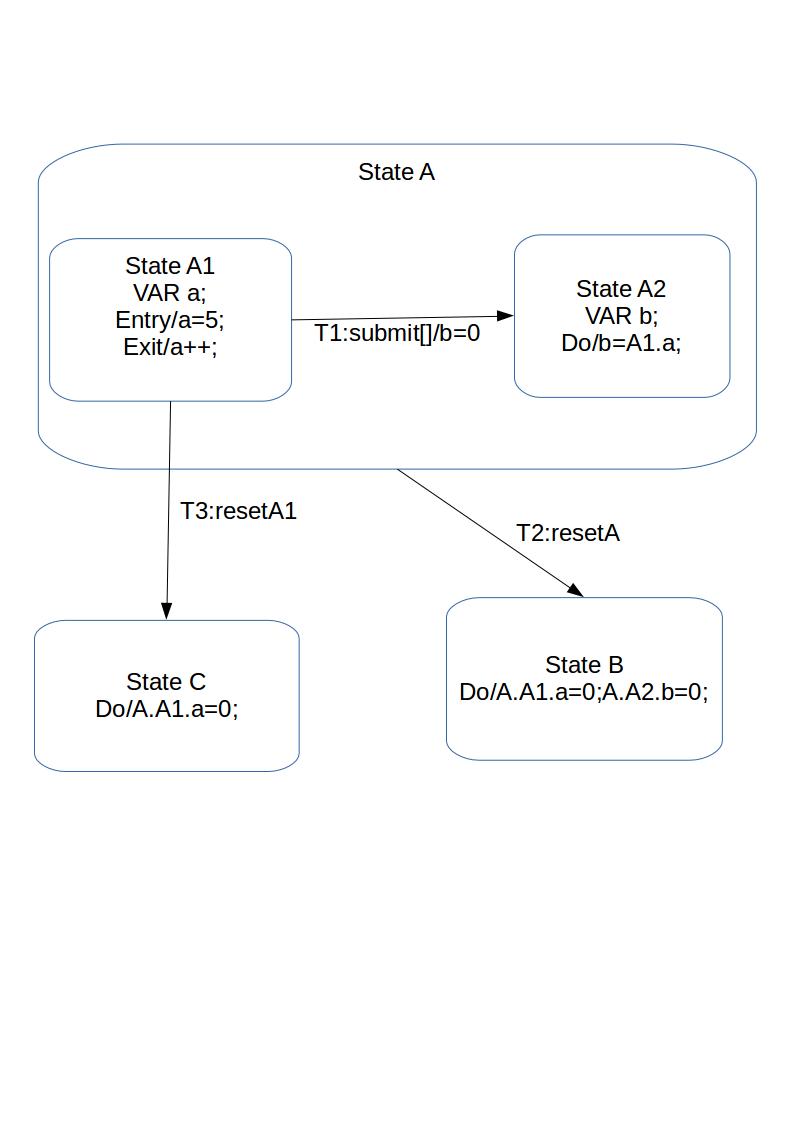 State A
State A1
VAR a;
Entry/a=5;
Exit/a++;
T1:submit[]/b=0
State A2
VAR b;
Do/b=A1.a;
T3:resetA1
T2:resetA
State C
Do/A.A1.a=0;
State B
Do/A.A1.a=0;A.A2.b=0;